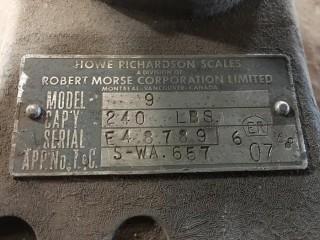 HOWE RICHARDSON SCALES
A DIVISION OF
ROBERT MORSE CORPORATION LIMITED
MONTREAL-VANCOUVER-CANADA
MODEL 9
CAP'Y 240 LBS.
SERIAL E48789 6
APP.No.T.&C. S-WA.657 07